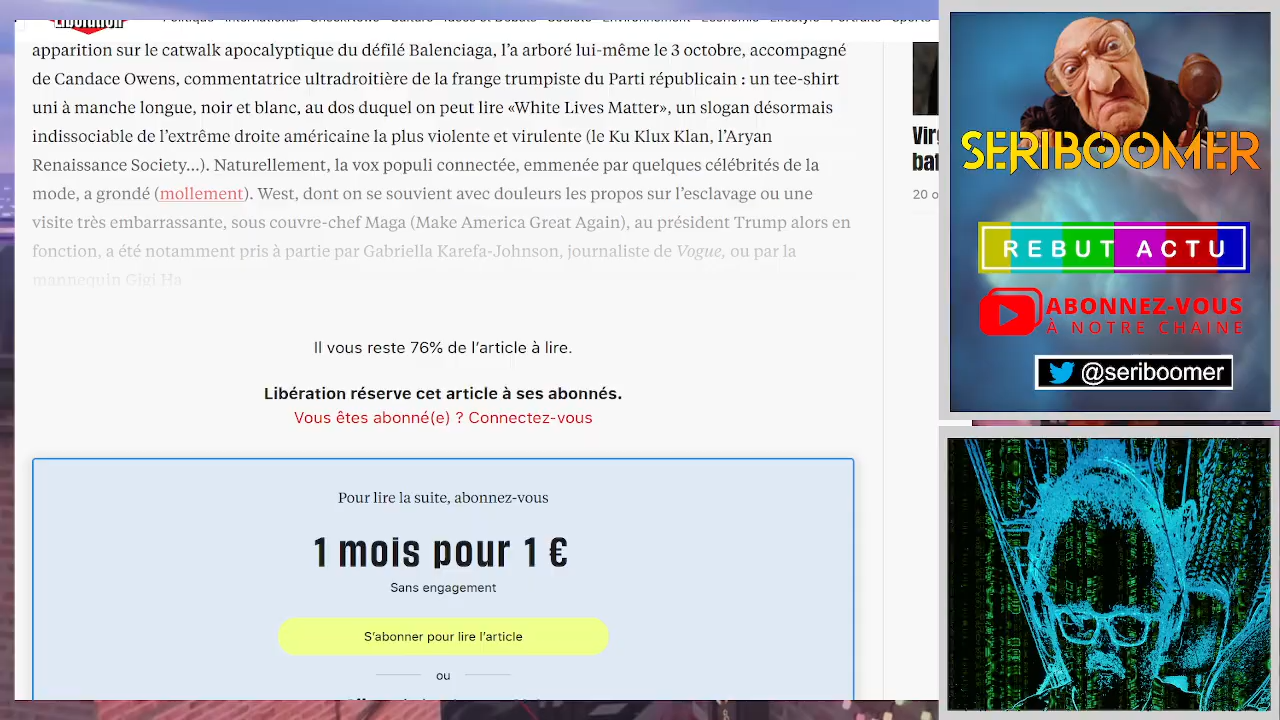 Libération
apparition sur le catwalk apocalyptique du défilé Balenciaga, l’a arboré lui-même le 3 octobre, accompagné
de Candace Owens, commentatrice ultradroitière de la frange trumpiste du Parti républicain : un tee-shirt
uni à manche longue, noir et blanc, au dos duquel on peut lire «White Lives Matter», un slogan désormais
indissociable de l’extrême droite américaine la plus violente et virulente (le Ku Klux Klan, l’Aryan
Renaissance Society…). Naturellement, la vox populi connectée, emmenée par quelques célébrités de la
mode, a grondé (mollement). West, dont on se souvient avec douleurs les propos sur l’esclavage ou une
visite très embarrassante, sous couvre-chef Maga (Make America Great Again), au président Trump alors en
fonction, a été notamment pris à partie par Gabriella Karefa-Johnson, journaliste de Vogue, ou par la
mannequin Gigi Ha
Il vous reste 76% de l’article à lire.
Libération réserve cet article à ses abonnés.
Vous êtes abonné(e) ? Connectez-vous
Pour lire la suite, abonnez-vous
1 mois pour 1 €
Sans engagement
S’abonner pour lire l’article
ou
20 o
SERIBOOMER
REBUT ACTU
ABONNEZ-VOUS
À NOTRE CHAINE
@seriboomer